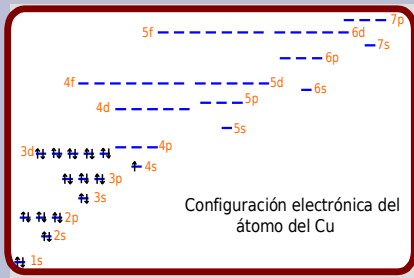 7p
5f 6d
7s
6p
4f 5d
6s
5p
4d
5s
3d 4p
4s
3p
3s
Configuración electrónica del
átomo del Cu
2p
2s
1s